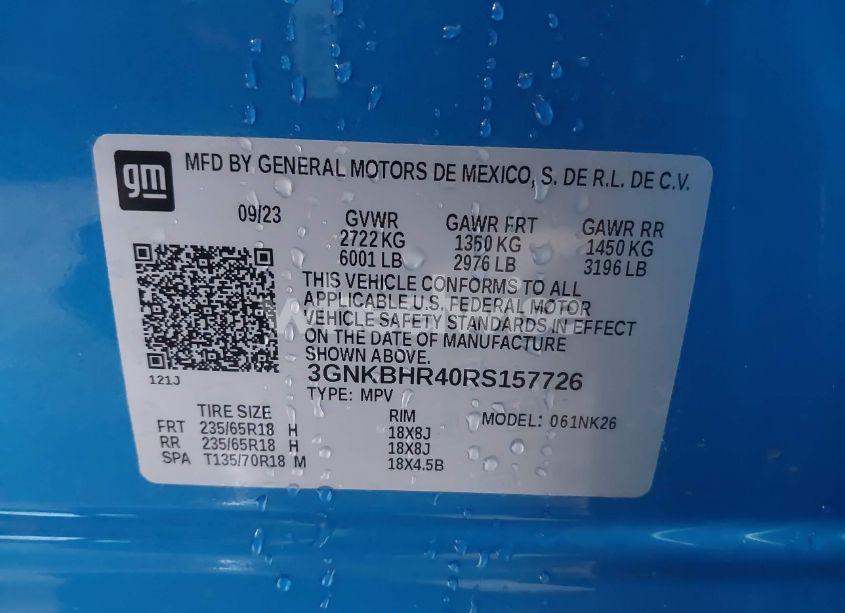 gm
MFD BY GENERAL MOTORS DE MEXICO, S. DE R.L. DE C.V.
09/23 GVWR GAWR FRT GAWR RR
2722 KG 1350 KG 1450 KG
6001 LB 2976 LB 3196 LB
THIS VEHICLE CONFORMS TO ALL
APPLICABLE U.S. FEDERAL MOTOR
VEHICLE SAFETY STANDARDS IN EFFECT
ON THE DATE OF MANUFACTURE
SHOWN ABOVE.
121J
3GNKBHR40RS157726
TYPE: MPV
TIRE SIZE RIM MODEL: 061NK26
FRT 235/65R18 H 18X8J
RR 235/65R18 H 18X8J
SPA T135/70R18 M 18X4.5B